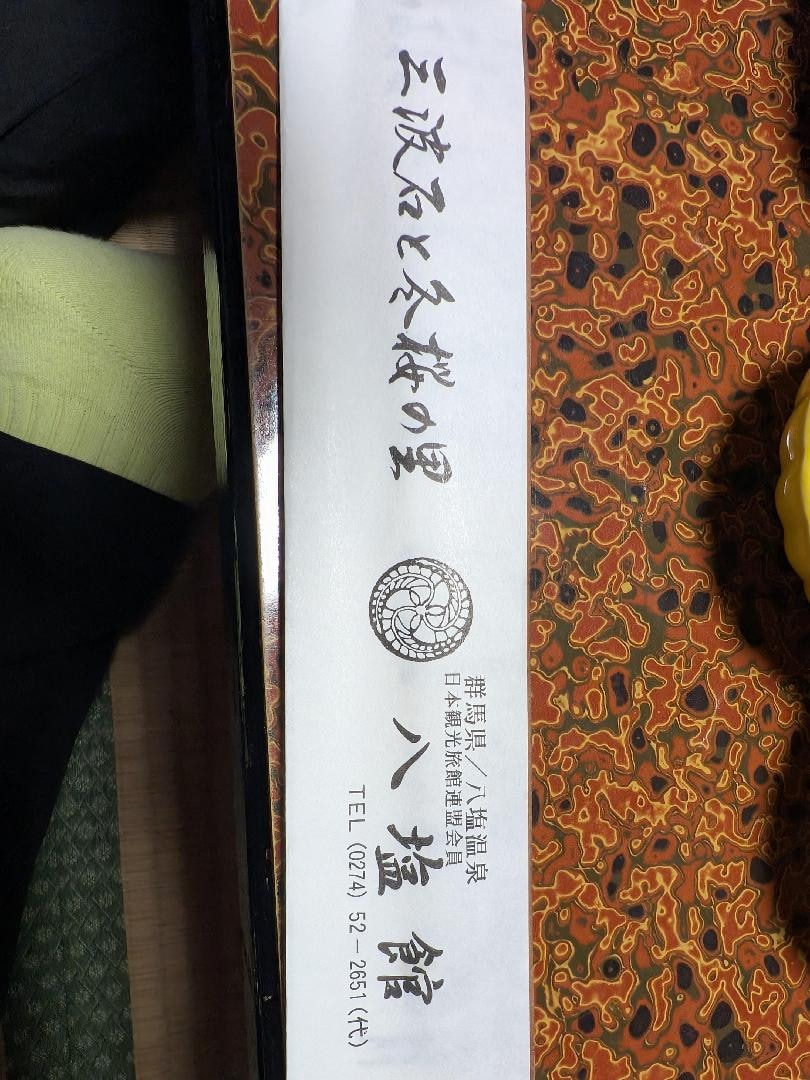 三波石と冬桜の里
群馬県/八塩温泉
日本観光旅館連盟会員
八塩館
TEL (0274) 52-2651(代)